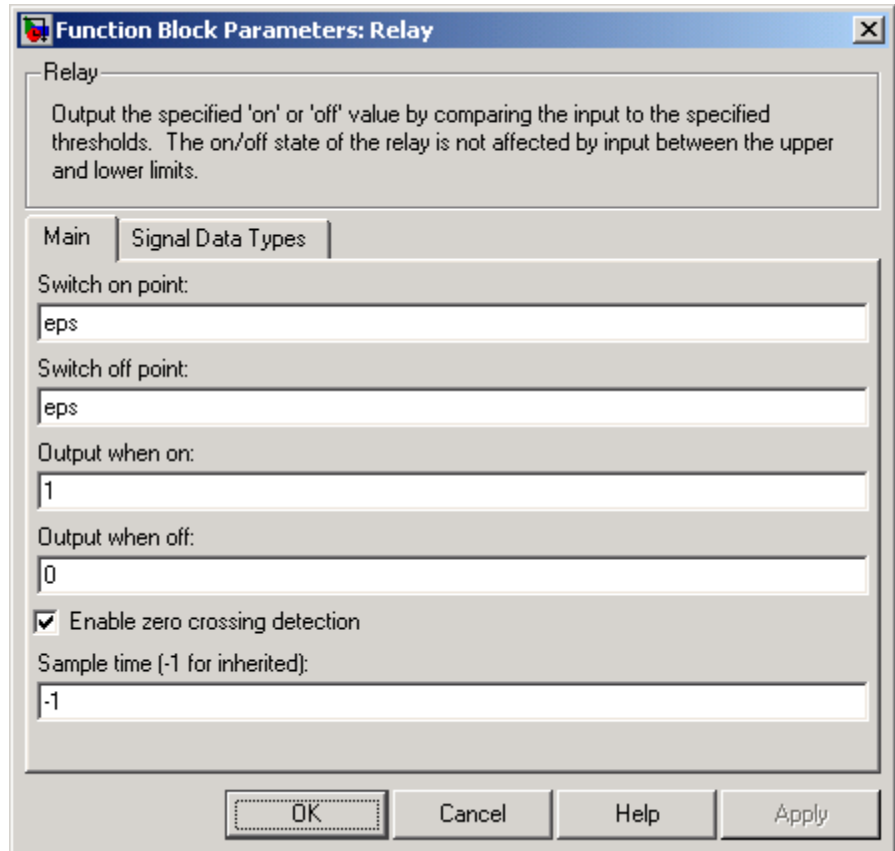 Function Block Parameters: Relay
Relay
Output the specified 'on' or 'off' value by comparing the input to the specified
thresholds.  The on/off state of the relay is not affected by input between the upper
and lower limits.
Main
Signal Data Types
Switch on point:
eps
Switch off point:
eps
Output when on:
1
Output when off:
0
Enable zero crossing detection
Sample time (-1 for inherited):
-1
OK
Cancel
Help
Apply